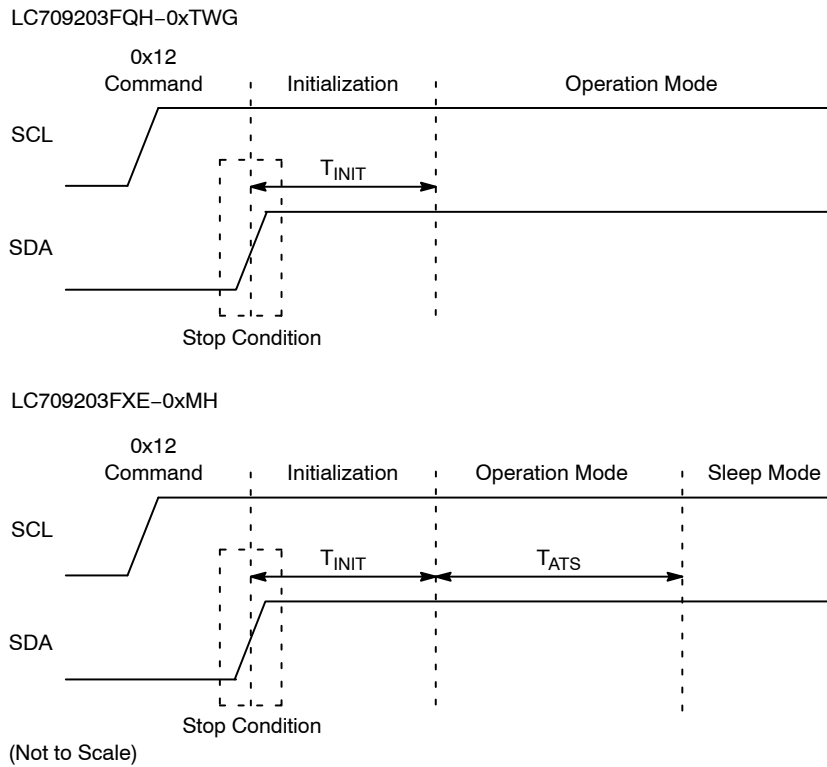 LC709203FQH−0xTWG
0x12
Command
Initialization
Operation Mode
SCL
TINIT
SDA
Stop Condition
LC709203FXE−0xMH
0x12
Command
Initialization
Operation Mode
Sleep Mode
SCL
TINIT
TATS
SDA
Stop Condition
(Not to Scale)